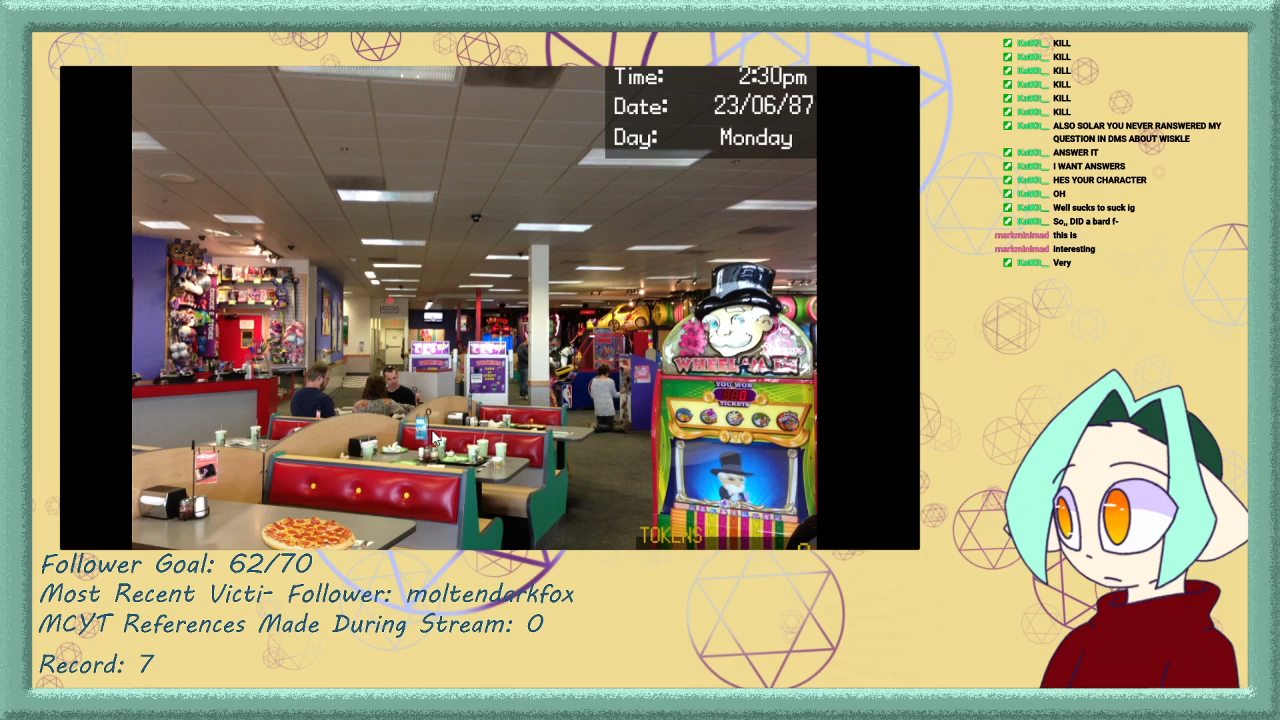 Time: 2:30pm
Date: 23/06/87
Day: Monday
WHEEL
YOU WON
TICKETS
TOKENS
Follower Goal: 62/70
Most Recent Victi- Follower: moltendarkfox
MCYT References Made During Stream: 0
Record: 7
KILL
KILL
KILL
KILL
KILL
KILL
ALSO SOLAR YOU NEVER RANSWERED MY
QUESTION IN DMS ABOUT WISKLE
ANSWER IT
I WANT ANSWERS
HES YOUR CHARACTER
OH
Well sucks to suck ig
So,, DID a bard f-
markminimad this is
markminimad interesting
Very